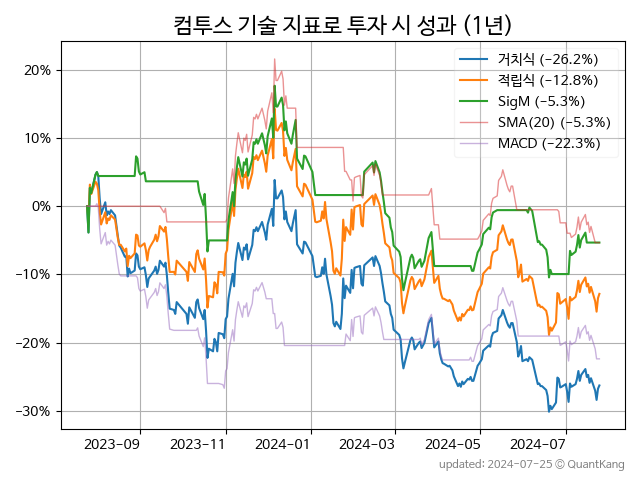 컴투스 기술 지표로 투자 시 성과 (1년)
거치식 (−26.2%)
적립식 (−12.8%)
SigM (−5.3%)
SMA(20) (−5.3%)
MACD (−22.3%)
20%
10%
0%
−10%
−20%
−30%
2023-09 2023-11 2024-01 2024-03 2024-05 2024-07
updated: 2024-07-25 © QuantKang